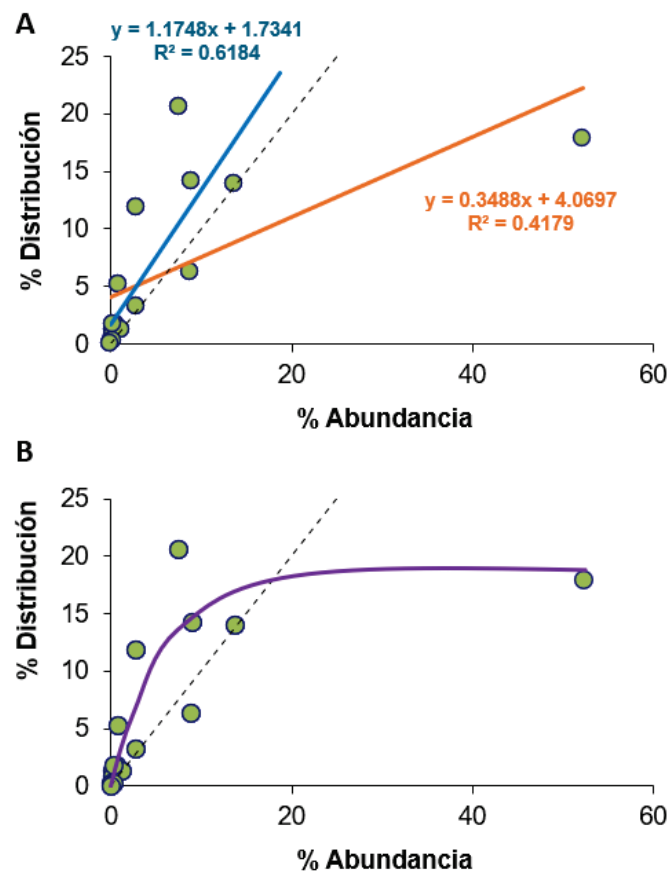 A
y = 1.1748x + 1.7341
R² = 0.6184
25
20
15
10
5
0
% Distribución
y = 0.3488x + 4.0697
R² = 0.4179
0 20 40 60
% Abundancia
B
25
20
15
10
5
0
% Distribución
0 20 40 60
% Abundancia